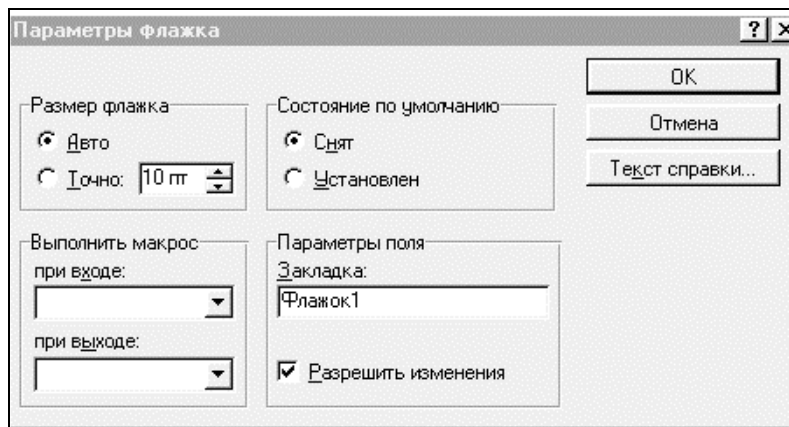 Параметры флажка
? ×
Размер флажка
Авто
Точно: 10 пт
Состояние по умолчанию
Снят
Установлен
OK
Отмена
Текст справки...
Выполнить макрос
при входе:
при выходе:
Параметры поля
Закладка:
Флажок1
Разрешить изменения